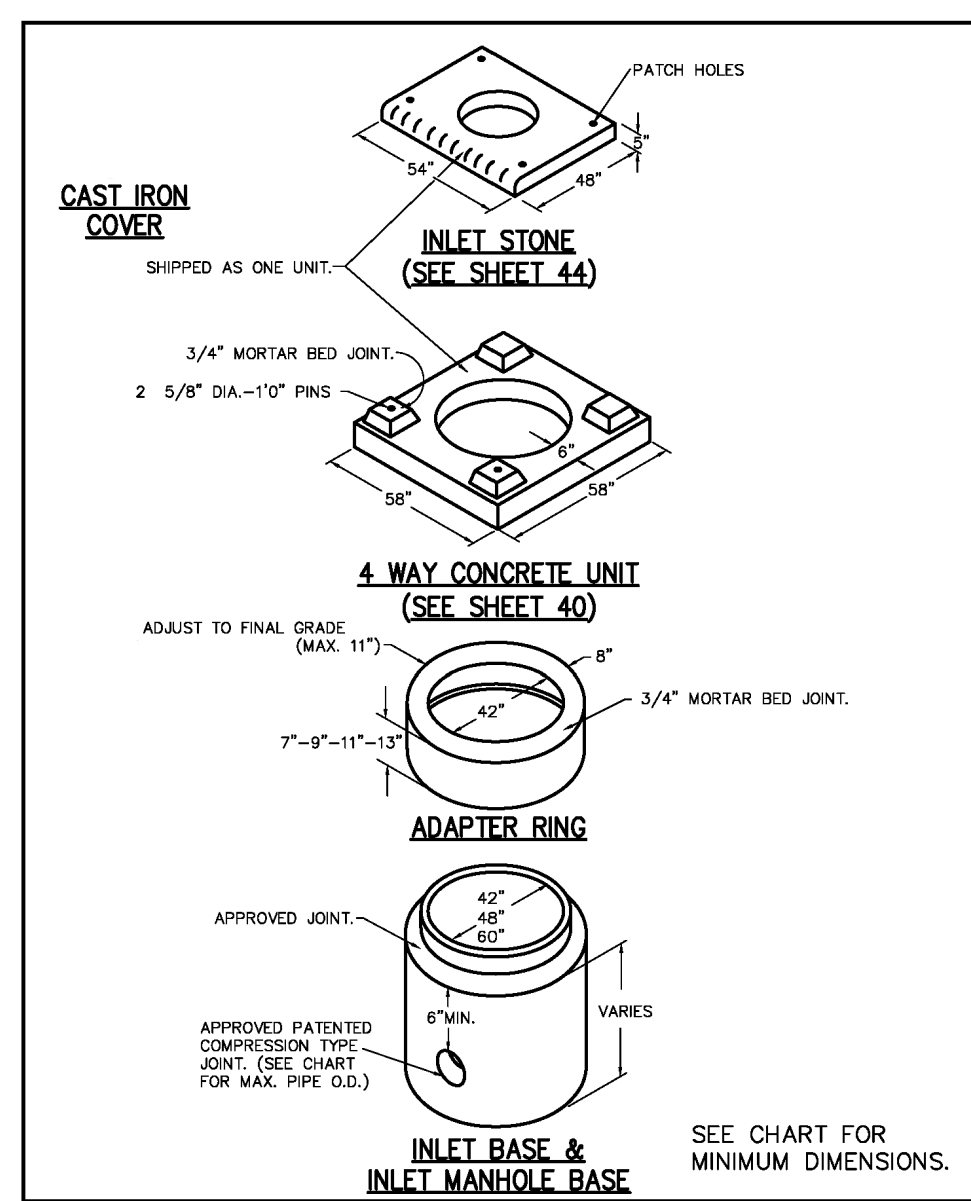 PATCH HOLES
5"
54"
48"
CAST IRON
COVER
INLET STONE
(SEE SHEET 44)
SHIPPED AS ONE UNIT.
3/4" MORTAR BED JOINT.
2 5/8" DIA.-1'0" PINS
6"
58"
58"
4 WAY CONCRETE UNIT
(SEE SHEET 40)
ADJUST TO FINAL GRADE
(MAX. 11")
8"
42"
3/4" MORTAR BED JOINT.
7"-9"-11"-13"
ADAPTER RING
42"
48"
60"
APPROVED JOINT.
6"MIN.
VARIES
APPROVED PATENTED
COMPRESSION TYPE
JOINT. (SEE CHART
FOR MAX. PIPE O.D.)
INLET BASE &
INLET MANHOLE BASE
SEE CHART FOR
MINIMUM DIMENSIONS.